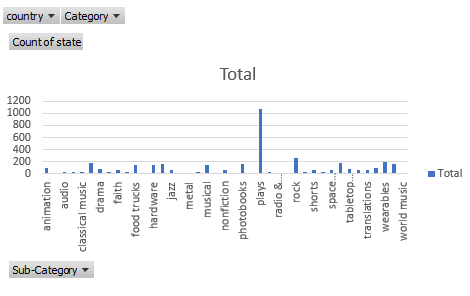 country Category
Count of state
Total
1200
1000
800
600
400
200
0
animation
audio
classical music
drama
faith
food trucks
hardware
jazz
metal
musical
nonfiction
photobooks
plays
radio &...
rock
shorts
space...
tabletop...
translations
wearables
world music
Total
Sub-Category